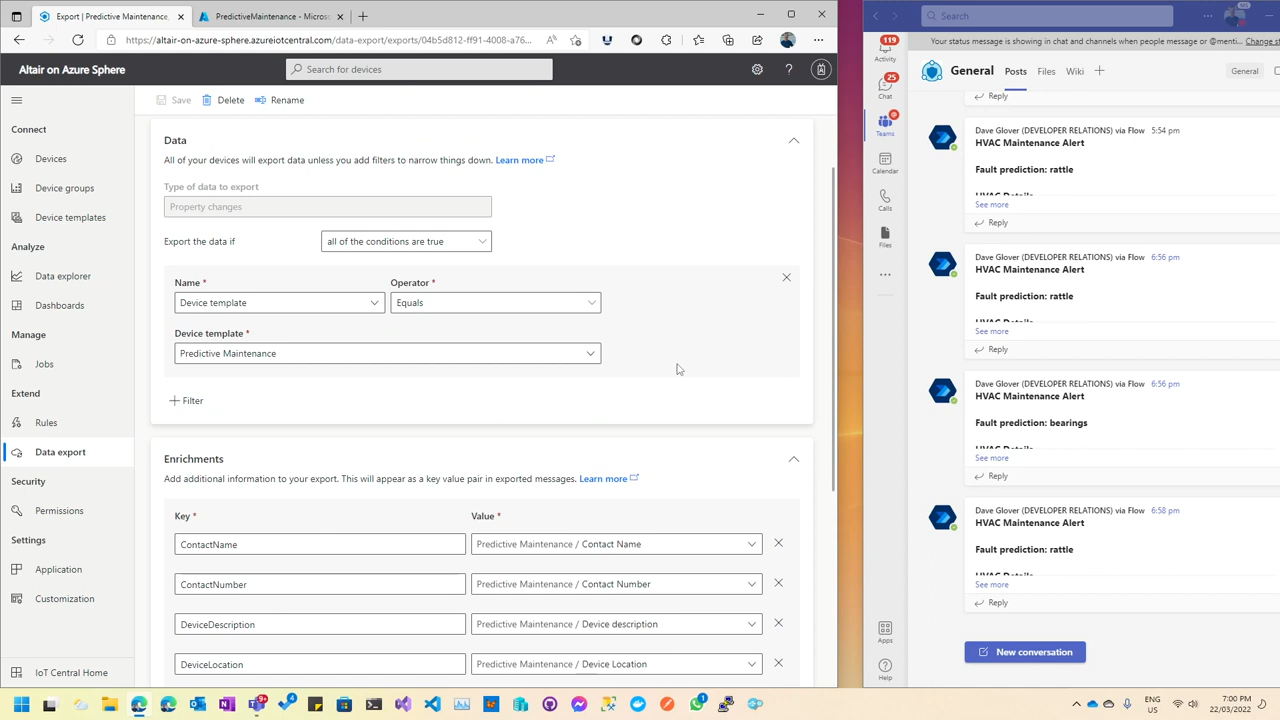 Export | Predictive Maintenance,
PredictiveMaintenance - Micros
https://altair-on-azure-sphere.azureiotcentral.com/data-export/exports/04b5d812-ff91-4008-a76...
Altair on Azure Sphere
Search for devices
Save
Delete
Rename
Connect
Devices
Device groups
Device templates
Analyze
Data explorer
Dashboards
Manage
Jobs
Extend
Rules
Data export
Security
Permissions
Settings
Application
Customization
IoT Central Home
Data
All of your devices will export data unless you add filters to narrow things down. Learn more
Type of data to export
Property changes
Export the data if
all of the conditions are true
Name *
Operator *
Device template
Equals
Device template *
Predictive Maintenance
Filter
Enrichments
Add additional information to your export. This will appear as a key value pair in exported messages. Learn more
Key *
Value *
ContactName
Predictive Maintenance / Contact Name
ContactNumber
Predictive Maintenance / Contact Number
DeviceDescription
Predictive Maintenance / Device description
DeviceLocation
Predictive Maintenance / Device Location
Search
Your status message is showing in chat and channels when people message or @menti...
119
Activity
25
Chat
Teams
Calendar
Calls
Files
Apps
Help
General
Posts
Files
Wiki
General
Reply
Dave Glover (DEVELOPER RELATIONS) via Flow 5:54 pm
HVAC Maintenance Alert
Fault prediction: rattle
HVAC Details
See more
Reply
Dave Glover (DEVELOPER RELATIONS) via Flow 6:56 pm
HVAC Maintenance Alert
Fault prediction: rattle
HVAC Details
See more
Reply
Dave Glover (DEVELOPER RELATIONS) via Flow 6:56 pm
HVAC Maintenance Alert
Fault prediction: bearings
HVAC Details
See more
Reply
Dave Glover (DEVELOPER RELATIONS) via Flow 6:58 pm
HVAC Maintenance Alert
Fault prediction: rattle
HVAC Details
See more
Reply
New conversation
9+
4
1
ENG
US
7:00 PM
22/03/2022